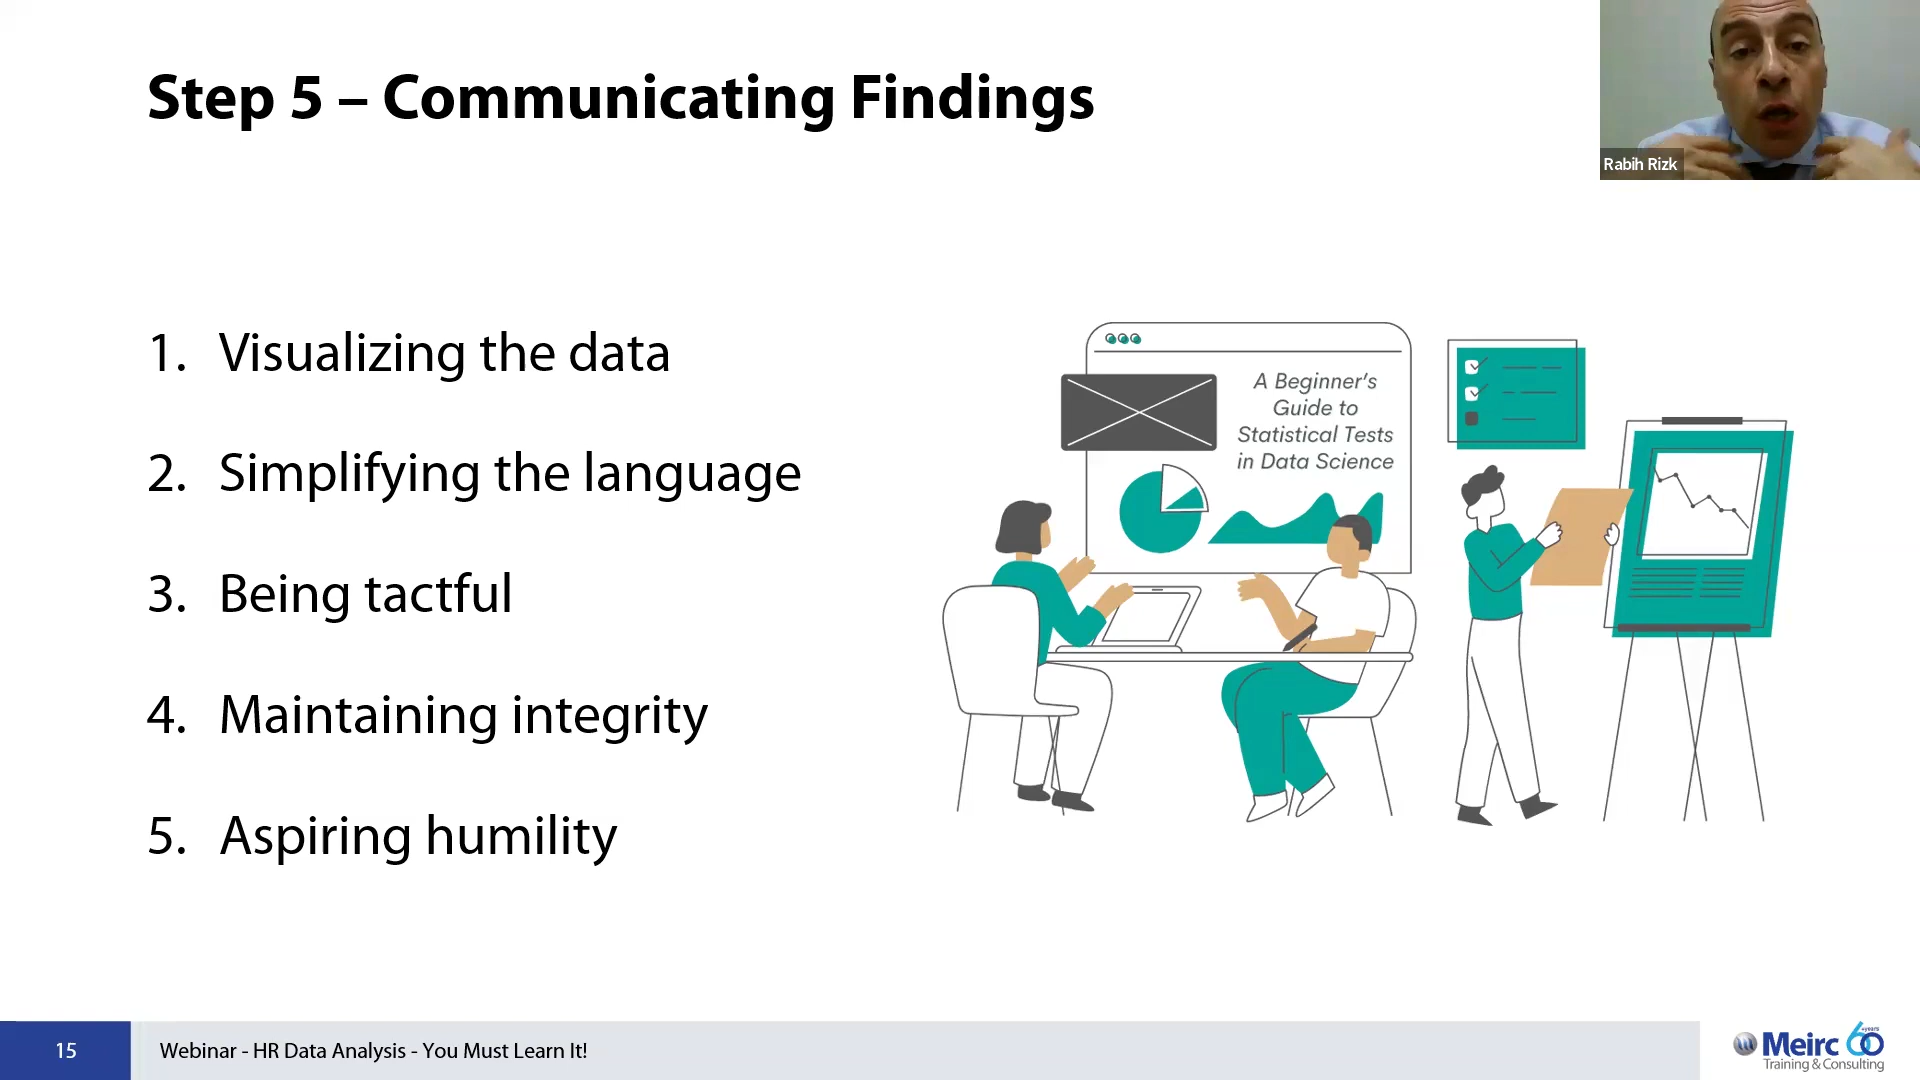 Step 5 – Communicating Findings
Rabih Rizk
1. Visualizing the data
2. Simplifying the language
3. Being tactful
4. Maintaining integrity
5. Aspiring humility
A Beginner's
Guide to
Statistical Tests
in Data Science
15
Webinar - HR Data Analysis - You Must Learn It!
Meirc 60 years
Training & Consulting